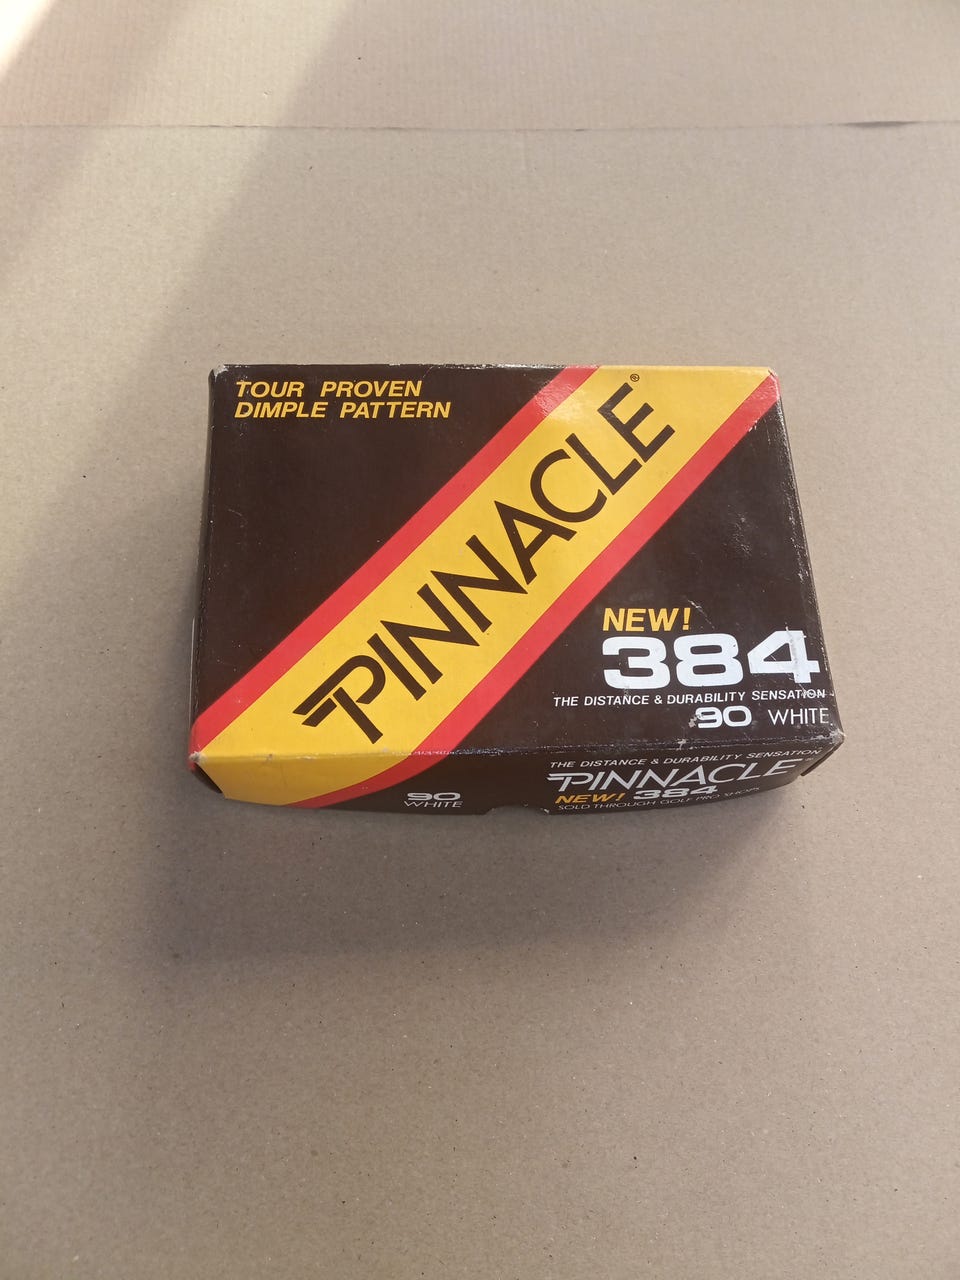 TOUR PROVEN
DIMPLE PATTERN
PINNACLE®
NEW!
384
THE DISTANCE & DURABILITY SENSATION
90 WHITE
THE DISTANCE & DURABILITY SENSATION
PINNACLE®
NEW! 384
SOLD THROUGH GOLF PRO SHOPS
90
WHITE